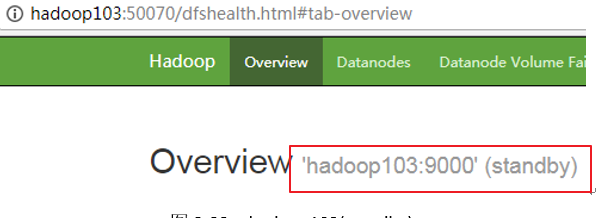 hadoop103:50070/dfshealth.html#tab-overview
Hadoop Overview Datanodes Datanode Volume Fai
Overview 'hadoop103:9000' (standby)